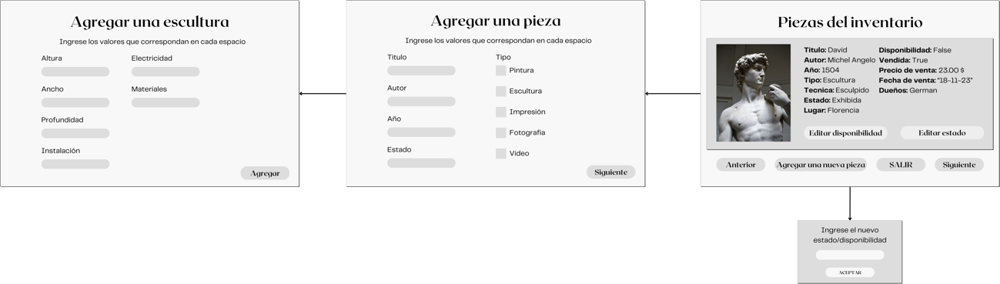 Agregar una escultura
Ingrese los valores que correspondan en cada espacio
Altura
Electricidad
Ancho
Materiales
Profundidad
Instalación
Agregar
Agregar una pieza
Ingrese los valores que correspondan en cada espacio
Titulo
Tipo
Pintura
Autor
Escultura
Año
Impresión
Fotografia
Estado
Video
Siguiente
Piezas del inventario
Titulo: David
Autor: Michel Angelo
Año: 1504
Tipo: Escultura
Tecnica: Esculpido
Estado: Exhibida
Lugar: Florencia
Disponibilidad: False
Vendida: True
Precio de venta: 23.00 $
Fecha de venta: "18-11-23"
Dueños: German
Editar disponibilidad
Editar estado
Anterior
Agregar una nueva pieza
SALIR
Siguiente
Ingrese el nuevo
estado/disponibilidad
ACEPTAR